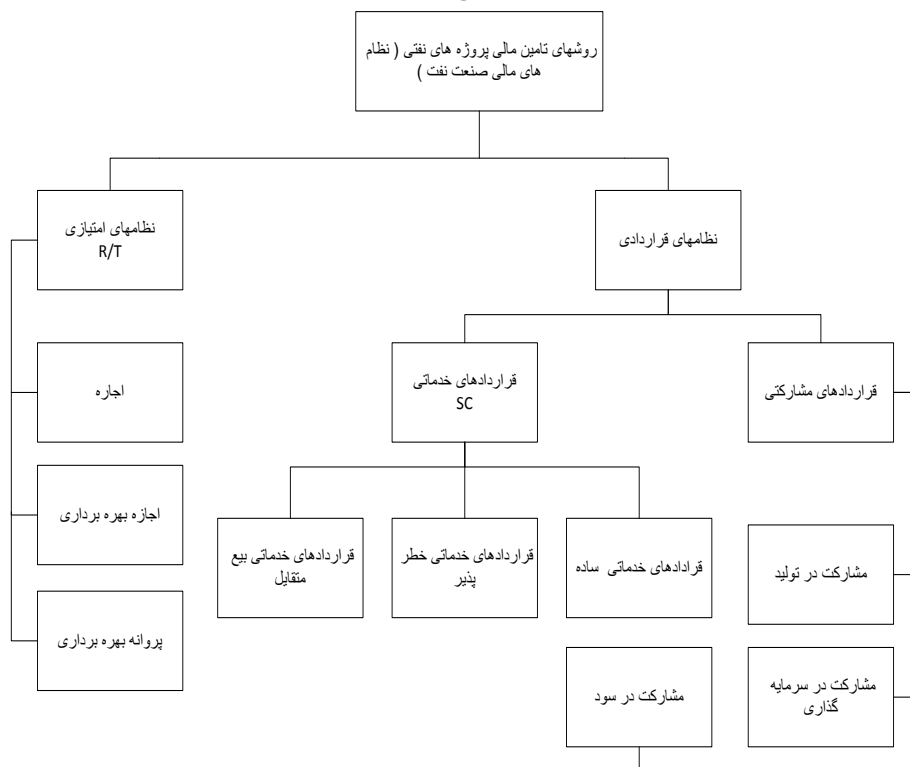 روشهای تامین مالی پروژه های نفتی ( نظام
های مالی صنعت نفت )
نظامهای قراردادی
نظامهای امتیازی
R/T
قراردادهای مشارکتی
قراردادهای خدماتی
SC
اجاره
قرادادهای خدماتی ساده
قراردادهای خدماتی خطر
پذیر
قراردادهای خدماتی بیع
متقایل
مشارکت در تولید
اجازه بهره برداری
مشارکت در سرمایه
گذاری
مشارکت در سود
پروانه بهره برداری